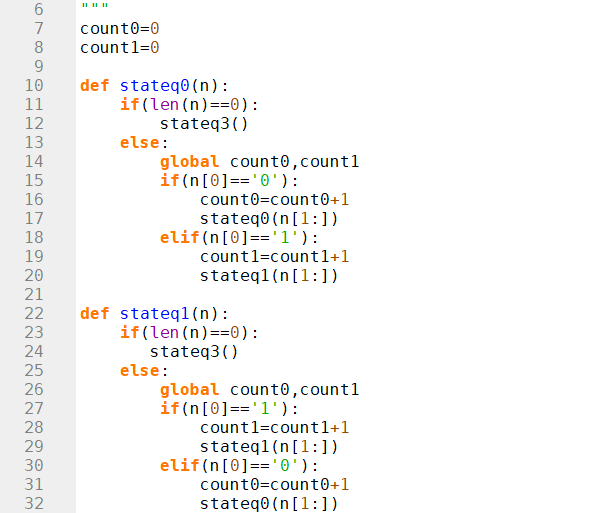 6 """
7 count0=0
8 count1=0
9
10 def stateq0(n):
11     if(len(n)==0):
12         stateq3()
13     else:
14         global count0,count1
15         if(n[0]=='0'):
16             count0=count0+1
17             stateq0(n[1:])
18         elif(n[0]=='1'):
19             count1=count1+1
20             stateq1(n[1:])
21
22 def stateq1(n):
23     if(len(n)==0):
24        stateq3()
25     else:
26         global count0,count1
27         if(n[0]=='1'):
28             count1=count1+1
29             stateq1(n[1:])
30         elif(n[0]=='0'):
31             count0=count0+1
32             stateq0(n[1:])